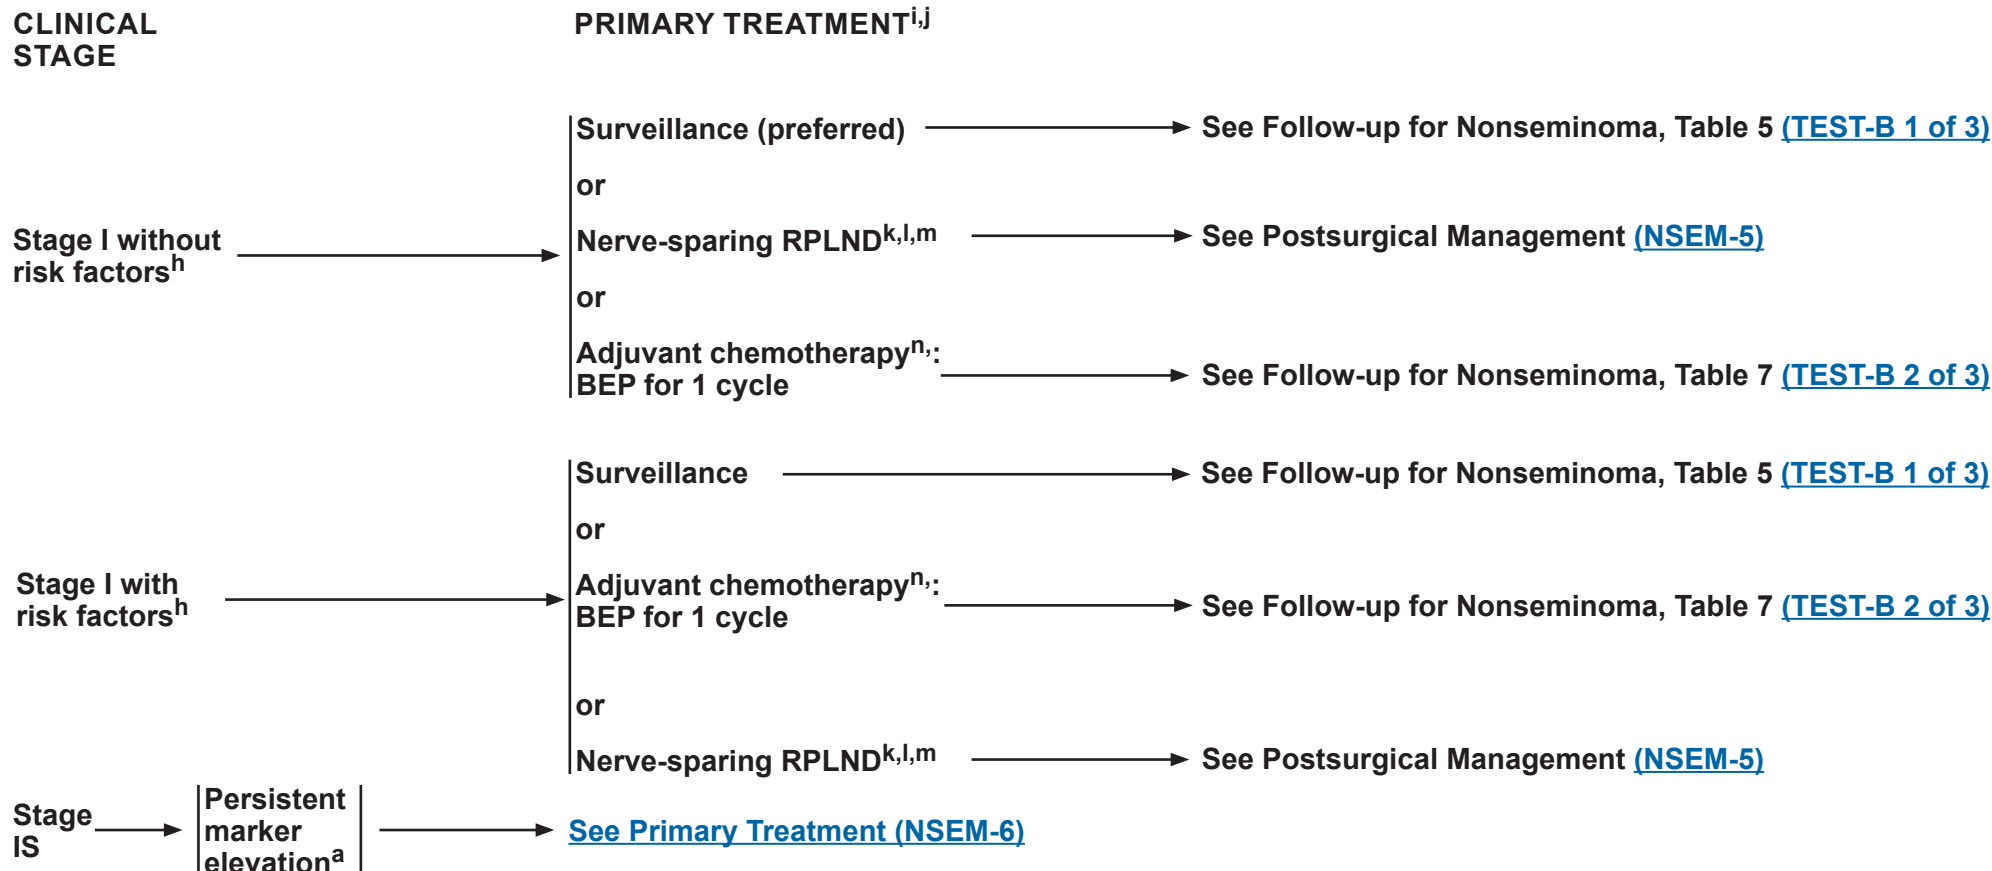 CLINICAL
STAGE
PRIMARY TREATMENTi,j
Stage I without
risk factorsh
Surveillance (preferred)
See Follow-up for Nonseminoma, Table 5 (TEST-B 1 of 3)
or
Nerve-sparing RPLNDk,l,m
See Postsurgical Management (NSEM-5)
or
Adjuvant chemotherapyn,:
BEP for 1 cycle
See Follow-up for Nonseminoma, Table 7 (TEST-B 2 of 3)
Stage I with
risk factorsh
Surveillance
See Follow-up for Nonseminoma, Table 5 (TEST-B 1 of 3)
or
Adjuvant chemotherapyn,:
BEP for 1 cycle
See Follow-up for Nonseminoma, Table 7 (TEST-B 2 of 3)
or
Nerve-sparing RPLNDk,l,m
See Postsurgical Management (NSEM-5)
Stage
IS
Persistent
marker
elevationa
See Primary Treatment (NSEM-6)